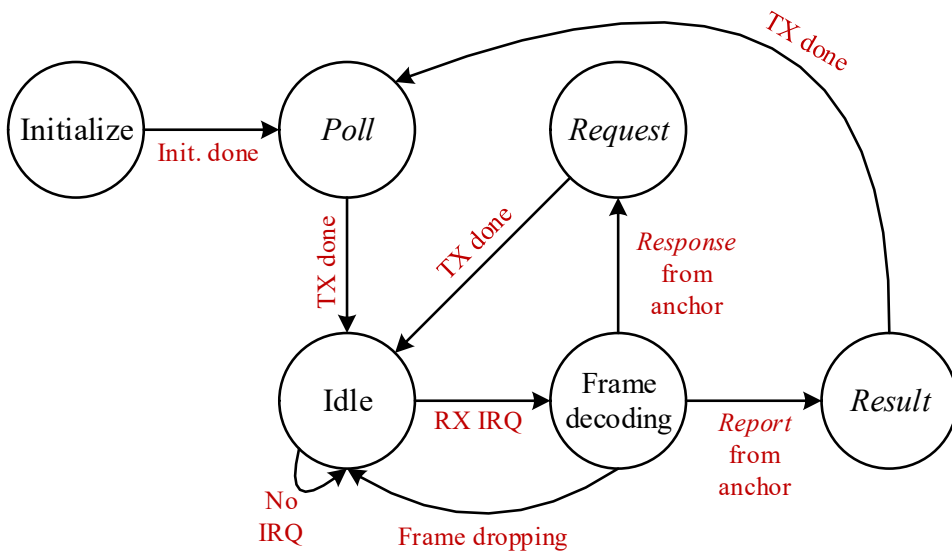 TX done
Initialize
Init. done
Poll
Request
TX done
TX done
Response
from
anchor
Idle
RX IRQ
Frame
decoding
Report
from
anchor
Result
No
IRQ
Frame dropping